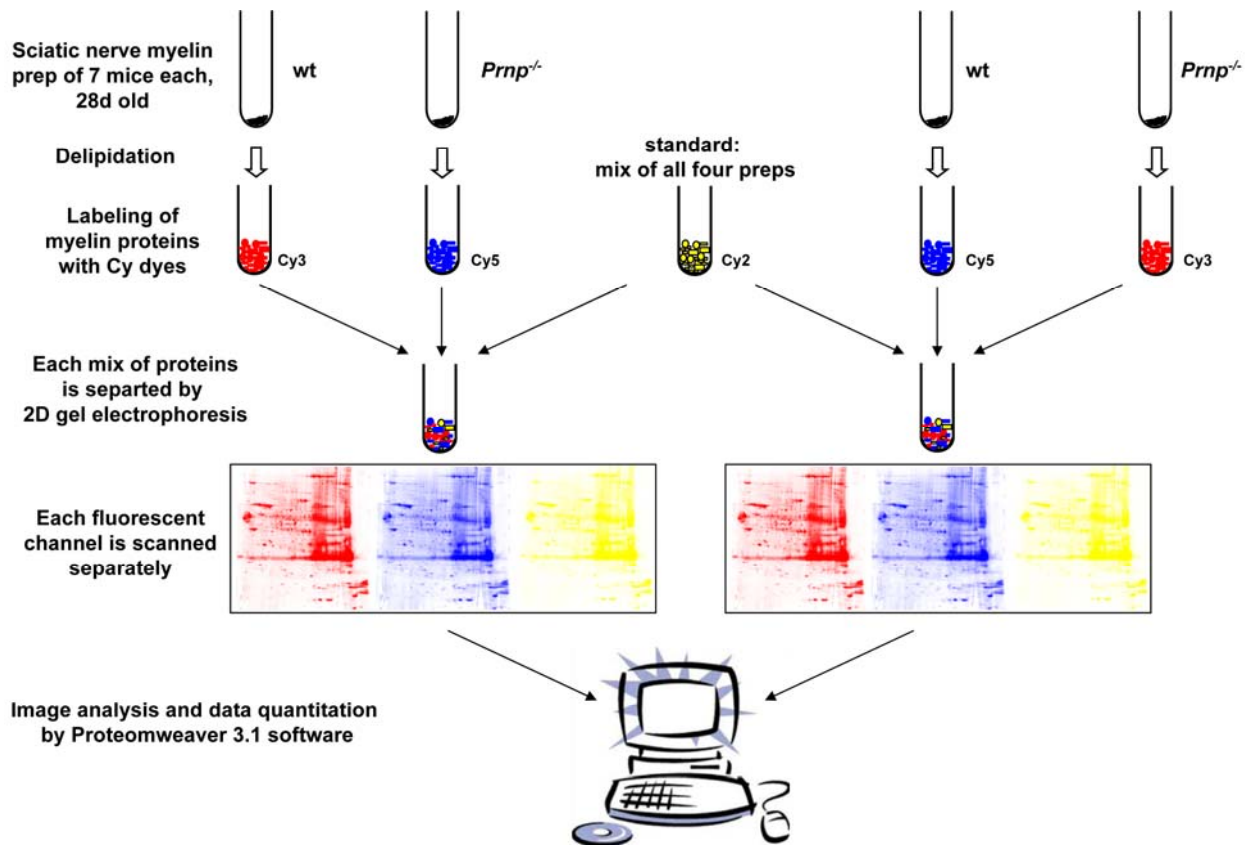 Sciatic nerve myelin
prep of 7 mice each,
28d old
wt
Prnp-/-
wt
Prnp-/-
Delipidation
standard:
mix of all four preps
Labeling of
myelin proteins
with Cy dyes
Cy3
Cy5
Cy2
Cy5
Cy3
Each mix of proteins
is separted by
2D gel electrophoresis
Each fluorescent
channel is scanned
separately
Image analysis and data quantitation
by Proteomweaver 3.1 software